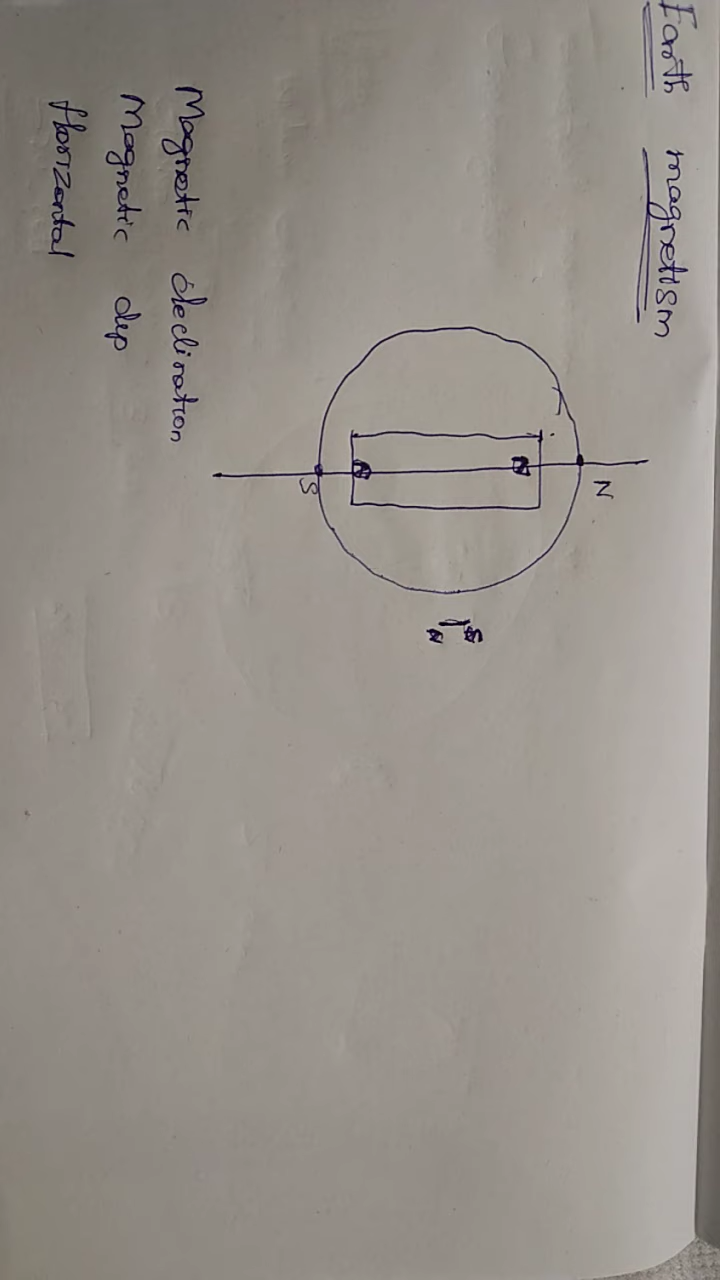 Earth magnetism
N
S
Magnetic declination
Magnetic dip
Horizontal